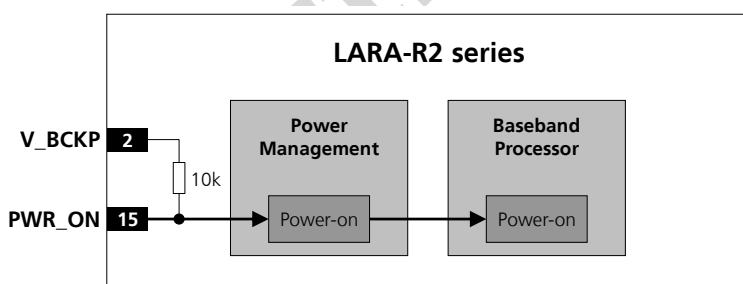 LARA-R2 series
V_BCKP 2
Power
Management
Baseband
Processor
10k
PWR_ON 15
Power-on
Power-on